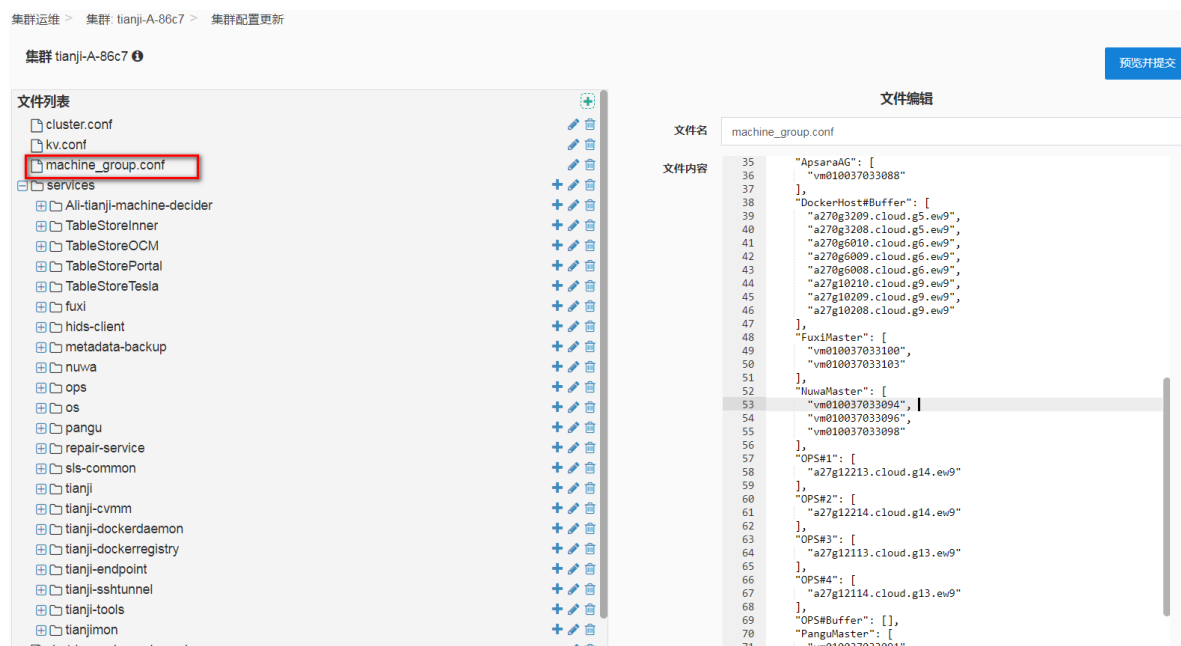 集群运维 > 集群: tianji-A-86c7 > 集群配置更新
集群 tianji-A-86c7
预览并提交
文件列表
cluster.conf
kv.conf
machine_group.conf
services
Ali-tianji-machine-decider
TableStoreInner
TableStoreOCM
TableStorePortal
TableStoreTesla
fuxi
hids-client
metadata-backup
nuwa
ops
os
pangu
repair-service
sls-common
tianji
tianji-cvmm
tianji-dockerdaemon
tianji-dockerregistry
tianji-endpoint
tianji-sshtunnel
tianji-tools
tianjimon
文件编辑
文件名 machine_group.conf
文件内容
35 "ApsaraAG": [
36 "vm010037033088"
37 ],
38 "DockerHost#Buffer": [
39 "a270g3209.cloud.g5.ew9",
40 "a270g3208.cloud.g5.ew9",
41 "a270g6010.cloud.g6.ew9",
42 "a270g6009.cloud.g6.ew9",
43 "a270g6008.cloud.g6.ew9",
44 "a27g10210.cloud.g9.ew9",
45 "a27g10209.cloud.g9.ew9",
46 "a27g10208.cloud.g9.ew9"
47 ],
48 "FuxiMaster": [
49 "vm010037033100",
50 "vm010037033103"
51 ],
52 "NuwaMaster": [
53 "vm010037033094",
54 "vm010037033096",
55 "vm010037033098"
56 ],
57 "OPS#1": [
58 "a27g12213.cloud.g14.ew9"
59 ],
60 "OPS#2": [
61 "a27g12214.cloud.g14.ew9"
62 ],
63 "OPS#3": [
64 "a27g12113.cloud.g13.ew9"
65 ],
66 "OPS#4": [
67 "a27g12114.cloud.g13.ew9"
68 ],
69 "OPS#Buffer": [],
70 "PanguMaster": [